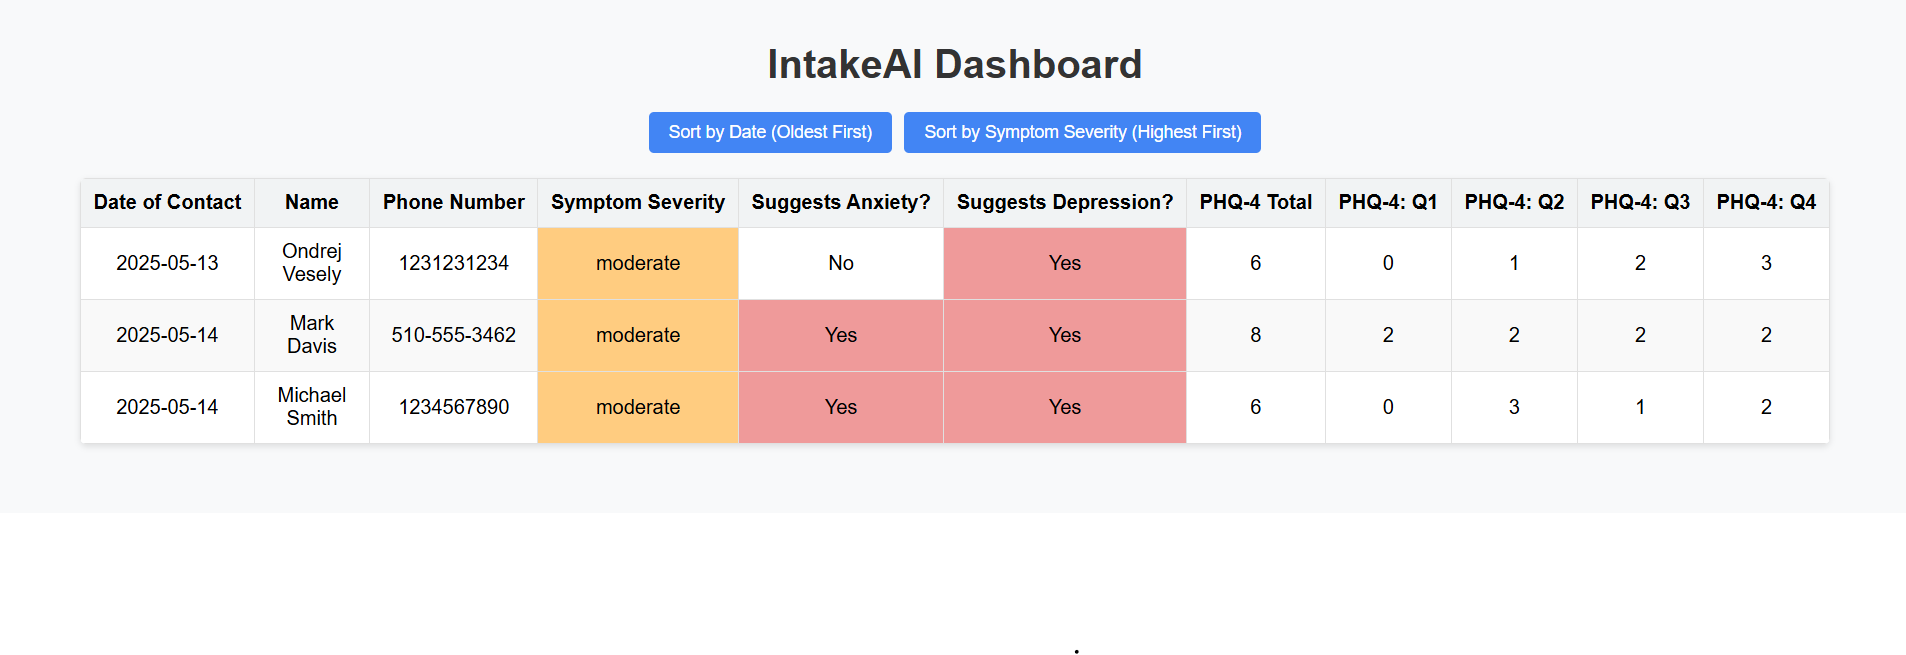 IntakeAI Dashboard
Sort by Date (Oldest First) Sort by Symptom Severity (Highest First)
Date of Contact Name Phone Number Symptom Severity Suggests Anxiety? Suggests Depression? PHQ-4 Total PHQ-4: Q1 PHQ-4: Q2 PHQ-4: Q3 PHQ-4: Q4
2025-05-13 Ondrej Vesely 1231231234 moderate No Yes 6 0 1 2 3
2025-05-14 Mark Davis 510-555-3462 moderate Yes Yes 8 2 2 2 2
2025-05-14 Michael Smith 1234567890 moderate Yes Yes 6 0 3 1 2
.